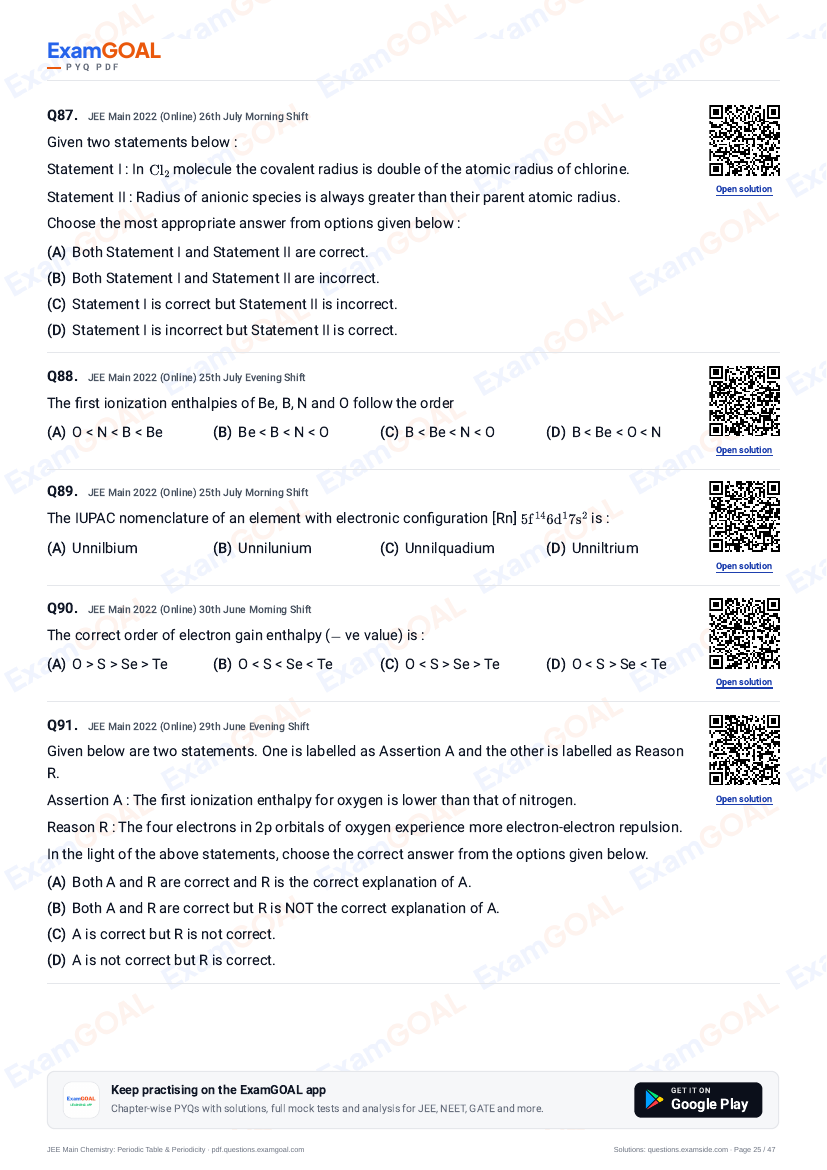 ExamGOAL
PYQ PDF
Q87. JEE Main 2022 (Online) 26th July Morning Shift
Given two statements below :
Statement I : In Cl₂ molecule the covalent radius is double of the atomic radius of chlorine.
Statement II : Radius of anionic species is always greater than their parent atomic radius.
Choose the most appropriate answer from options given below :
(A) Both Statement I and Statement II are correct.
(B) Both Statement I and Statement II are incorrect.
(C) Statement I is correct but Statement II is incorrect.
(D) Statement I is incorrect but Statement II is correct.
Open solution
Q88. JEE Main 2022 (Online) 25th July Evening Shift
The first ionization enthalpies of Be, B, N and O follow the order
(A) O < N < B < Be (B) Be < B < N < O (C) B < Be < N < O (D) B < Be < O < N
Open solution
Q89. JEE Main 2022 (Online) 25th July Morning Shift
The IUPAC nomenclature of an element with electronic configuration [Rn] 5f¹⁴6d¹7s² is :
(A) Unnilbium (B) Unnilunium (C) Unnilquadium (D) Unniltrium
Open solution
Q90. JEE Main 2022 (Online) 30th June Morning Shift
The correct order of electron gain enthalpy (− ve value) is :
(A) O > S > Se > Te (B) O < S < Se < Te (C) O < S > Se > Te (D) O < S > Se < Te
Open solution
Q91. JEE Main 2022 (Online) 29th June Evening Shift
Given below are two statements. One is labelled as Assertion A and the other is labelled as Reason
R.
Assertion A : The first ionization enthalpy for oxygen is lower than that of nitrogen.
Reason R : The four electrons in 2p orbitals of oxygen experience more electron-electron repulsion.
In the light of the above statements, choose the correct answer from the options given below.
(A) Both A and R are correct and R is the correct explanation of A.
(B) Both A and R are correct but R is NOT the correct explanation of A.
(C) A is correct but R is not correct.
(D) A is not correct but R is correct.
Open solution
ExamGOAL
Keep practising on the ExamGOAL app
Chapter-wise PYQs with solutions, full mock tests and analysis for JEE, NEET, GATE and more.
GET IT ON
Google Play
JEE Main Chemistry: Periodic Table & Periodicity · pdf.questions.examgoal.com
Solutions: questions.examside.com · Page 25 / 47